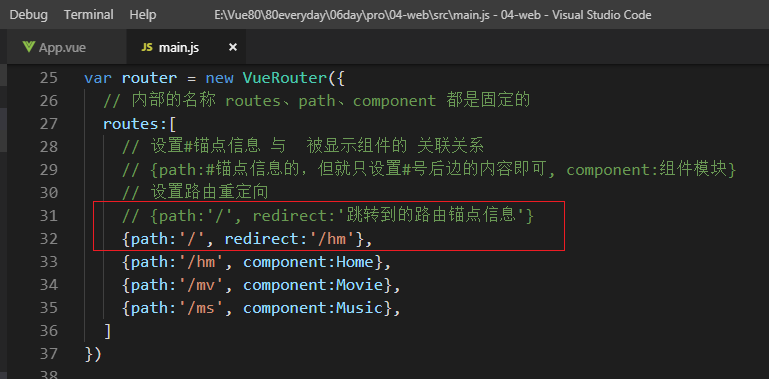 Debug Terminal Help E:\Vue80\80everyday\06day\pro\04-web\src\main.js - 04-web - Visual Studio Code
App.vue JS main.js ×
25 var router = new VueRouter({
26 // 内部的名称 routes、path、component 都是固定的
27 routes:[
28 // 设置#锚点信息 与 被显示组件的 关联关系
29 // {path:#锚点信息的，但就只设置#号后边的内容即可, component:组件模块}
30 // 设置路由重定向
31 // {path:'/', redirect:'跳转到的路由锚点信息'}
32 {path:'/', redirect:'/hm'},
33 {path:'/hm', component:Home},
34 {path:'/mv', component:Movie},
35 {path:'/ms', component:Music},
36 ]
37 })
38